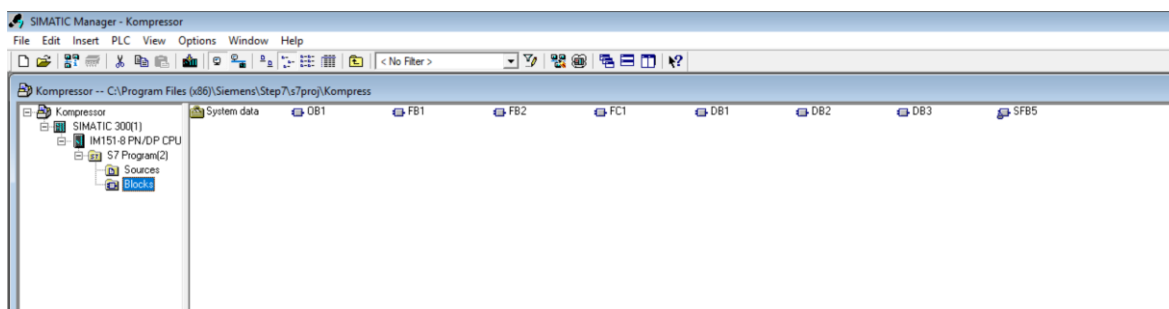 SIMATIC Manager - Kompressor
File Edit Insert PLC View Options Window Help
< No Filter >
Kompressor -- C:\Program Files (x86)\Siemens\Step7\s7proj\Kompress
Kompressor
SIMATIC 300(1)
IM151-8 PN/DP CPU
S7 Program(2)
Sources
Blocks
System data OB1 FB1 FB2 FC1 DB1 DB2 DB3 SFB5